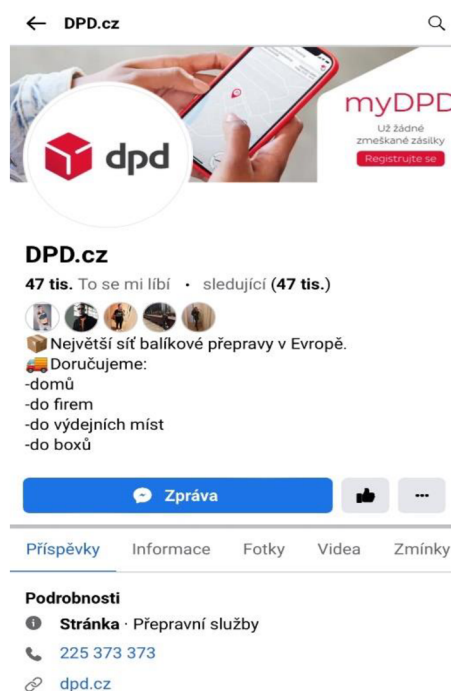 DPD.cz
myDPD
Už žádné
zmeškané zásilky
Registrujte se
dpd
DPD.cz
47 tis. To se mi líbí • sledující (47 tis.)
📦Největší síť balíkové přepravy v Evropě.
🚚Doručujeme:
-domů
-do firem
-do výdejních míst
-do boxů
Zpráva
Příspěvky Informace Fotky Videa Zmínky
Podrobnosti
Stránka · Přepravní služby
225 373 373
dpd.cz